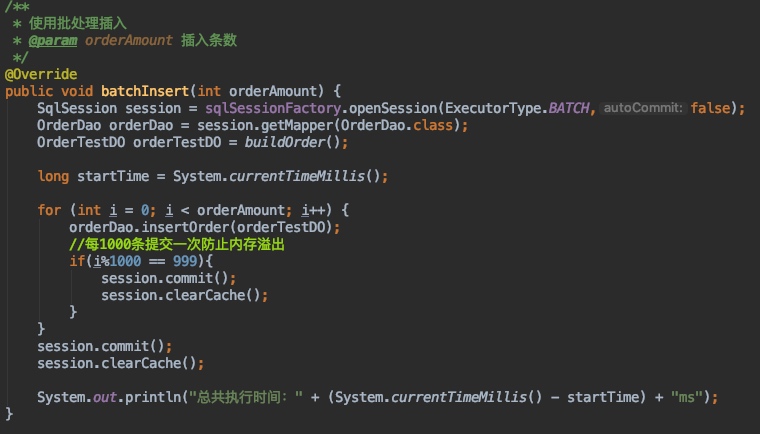 /**
 * 使用批处理插入
 * @param orderAmount 插入条数
 */
@Override
public void batchInsert(int orderAmount) {
    SqlSession session = sqlSessionFactory.openSession(ExecutorType.BATCH, autoCommit: false);
    OrderDao orderDao = session.getMapper(OrderDao.class);
    OrderTestDO orderTestDO = buildOrder();

    long startTime = System.currentTimeMillis();

    for (int i = 0; i < orderAmount; i++) {
        orderDao.insertOrder(orderTestDO);
        //每1000条提交一次防止内存溢出
        if(i%1000 == 999){
            session.commit();
            session.clearCache();
        }
    }
    session.commit();
    session.clearCache();

    System.out.println("总共执行时间：" + (System.currentTimeMillis() - startTime) + "ms");
}